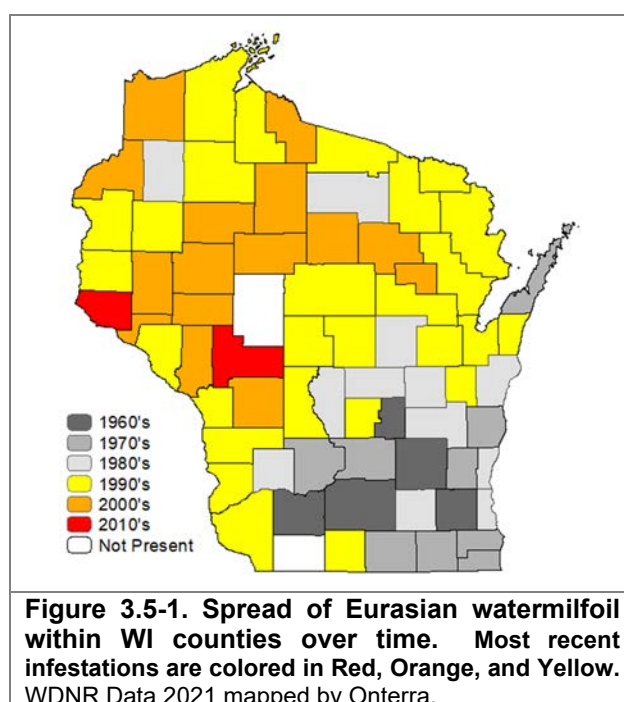 1960's
1970's
1980's
1990's
2000's
2010's
Not Present
Figure 3.5-1. Spread of Eurasian watermilfoil
within WI counties over time. Most recent
infestations are colored in Red, Orange, and Yellow.
WDNR Data 2021 mapped by Onterra.